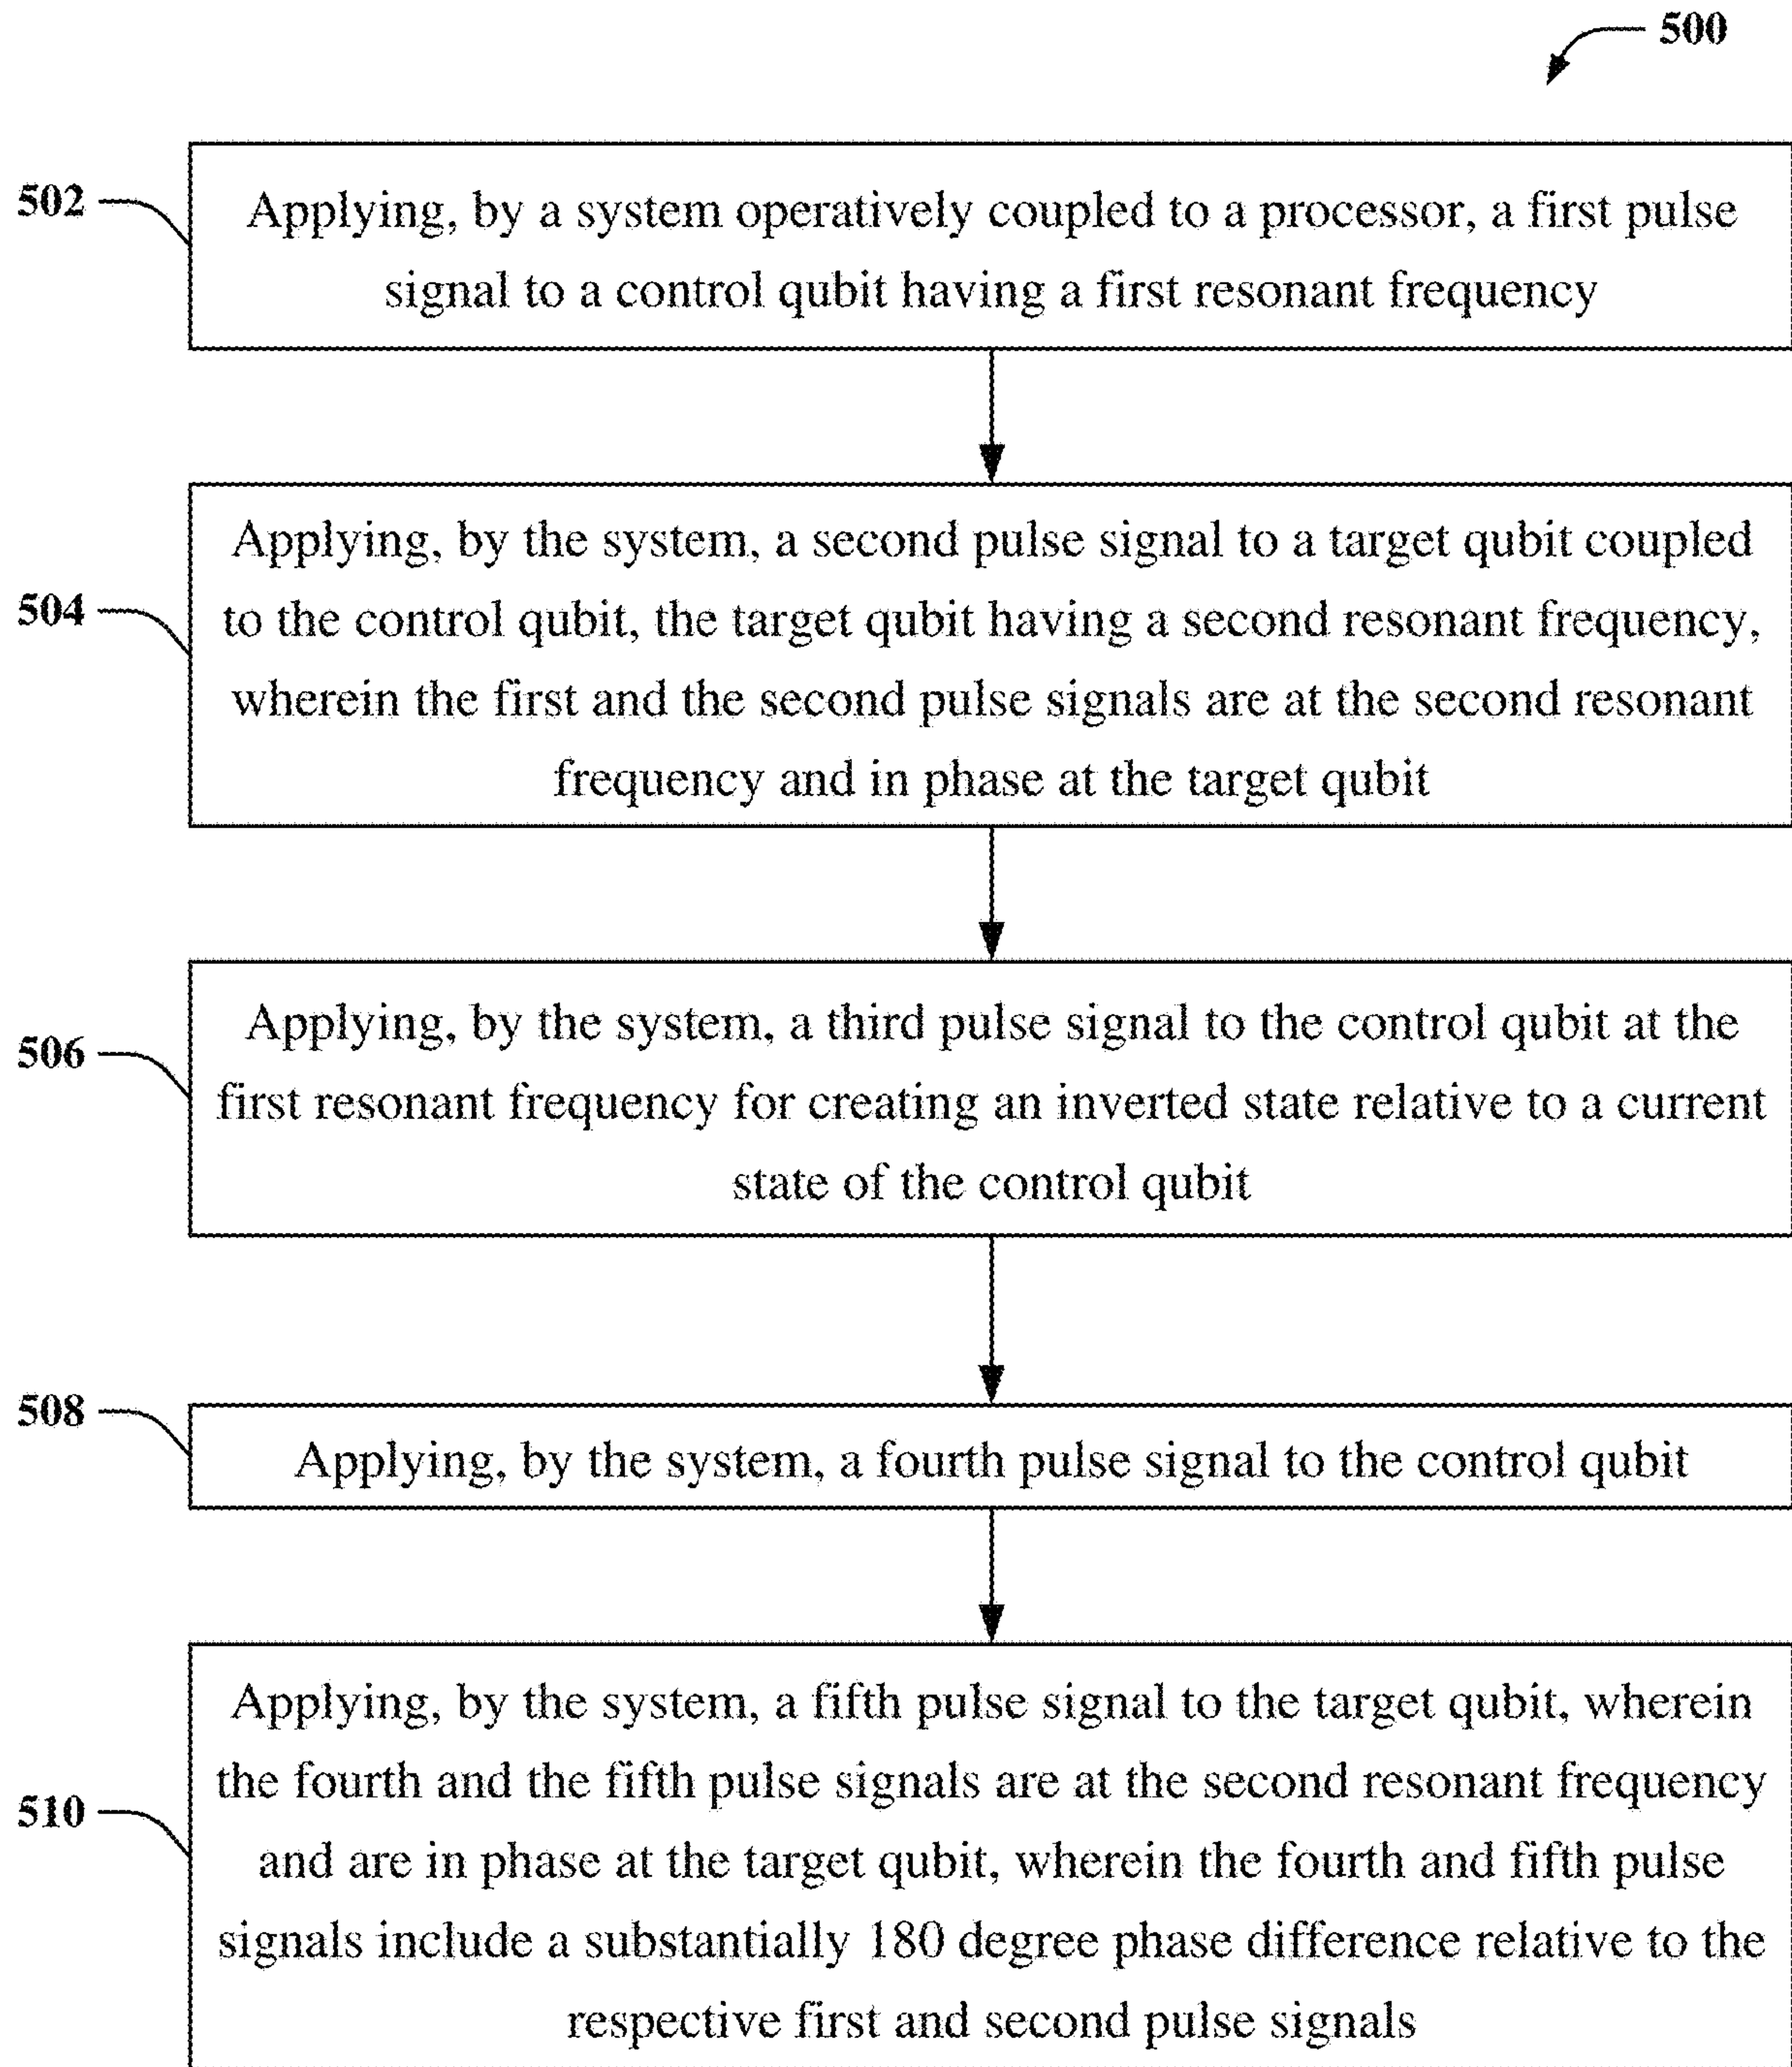 500
502
Applying, by a system operatively coupled to a processor, a first pulse
signal to a control qubit having a first resonant frequency
504
Applying, by the system, a second pulse signal to a target qubit coupled
to the control qubit, the target qubit having a second resonant frequency,
wherein the first and the second pulse signals are at the second resonant
frequency and in phase at the target qubit
506
Applying, by the system, a third pulse signal to the control qubit at the
first resonant frequency for creating an inverted state relative to a current
state of the control qubit
508
Applying, by the system, a fourth pulse signal to the control qubit
510
Applying, by the system, a fifth pulse signal to the target qubit, wherein
the fourth and the fifth pulse signals are at the second resonant frequency
and are in phase at the target qubit, wherein the fourth and fifth pulse
signals include a substantially 180 degree phase difference relative to the
respective first and second pulse signals